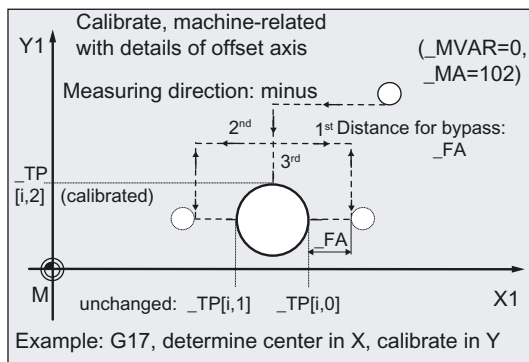 Calibrate, machine-related
with details of offset axis
Y1
(_MVAR=0,
_MA=102)
Measuring direction: minus
2nd
1st Distance for bypass:
_FA
3rd
_TP
[i,2]
(calibrated)
_FA
M
X1
unchanged: _TP[i,1] _TP[i,0]
Example: G17, determine center in X, calibrate in Y